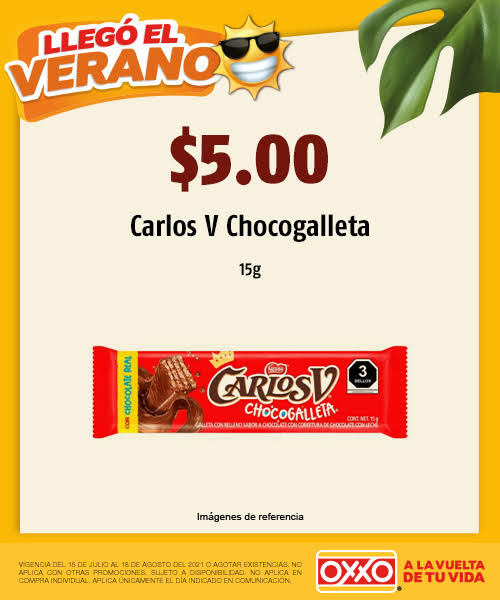 LLEGÓ EL
VERANO
$5.00
Carlos V Chocogalleta
15g
CON CHOCOLATE REAL
Nestlé
CARLOS V
CHOCOGALLETA
3
SELLOS
CONT. NET. 15 g
GALLETA CON RELLENO SABOR A CHOCOLATE CON COBERTURA DE CHOCOLATE CON LECHE
Imágenes de referencia
VIGENCIA DEL 15 DE JULIO AL 18 DE AGOSTO DEL 2021 O AGOTAR EXISTENCIAS. NO
APLICA CON OTRAS PROMOCIONES. SUJETO A DISPONIBILIDAD. NO APLICA EN
COMPRA INDIVIDUAL. APLICA ÚNICAMENTE EL DÍA INDICADO EN COMUNICACIÓN.
OXXO
A LA VUELTA
DE TU VIDA